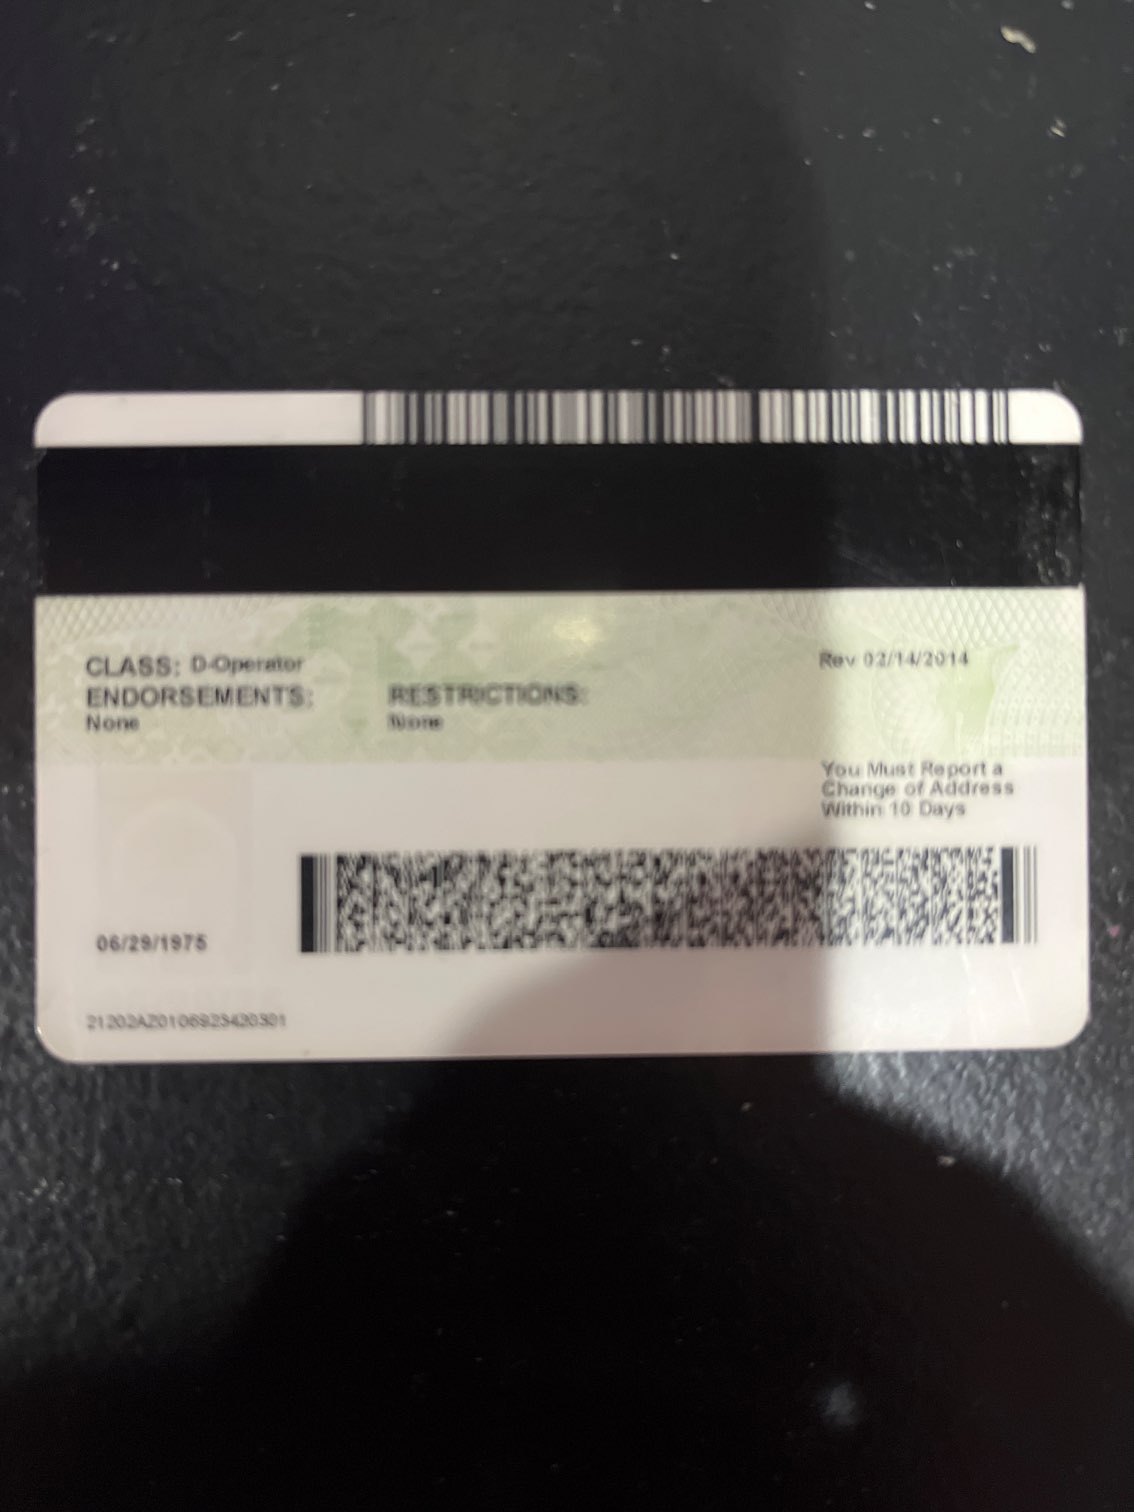 CLASS: D-Operator
ENDORSEMENTS:
None
RESTRICTIONS:
None
Rev 02/14/2014
You Must Report a
Change of Address
Within 10 Days
06/29/1975
21202AZ0106923420301